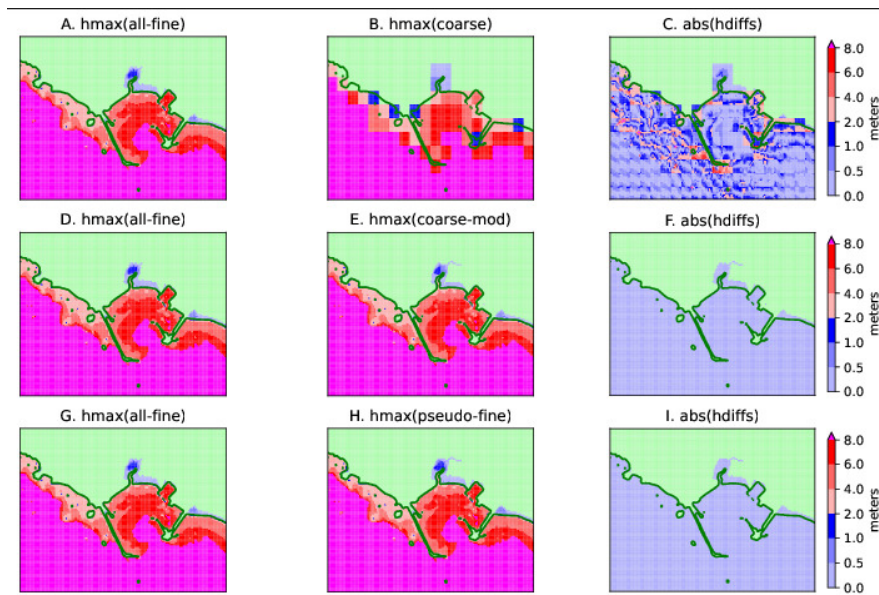 A. hmax(all-fine)
B. hmax(coarse)
C. abs(hdiffs)
8.0
6.0
4.0
2.0
1.0
0.5
0.0
meters
D. hmax(all-fine)
E. hmax(coarse-mod)
F. abs(hdiffs)
8.0
6.0
4.0
2.0
1.0
0.5
0.0
meters
G. hmax(all-fine)
H. hmax(pseudo-fine)
I. abs(hdiffs)
8.0
6.0
4.0
2.0
1.0
0.5
0.0
meters